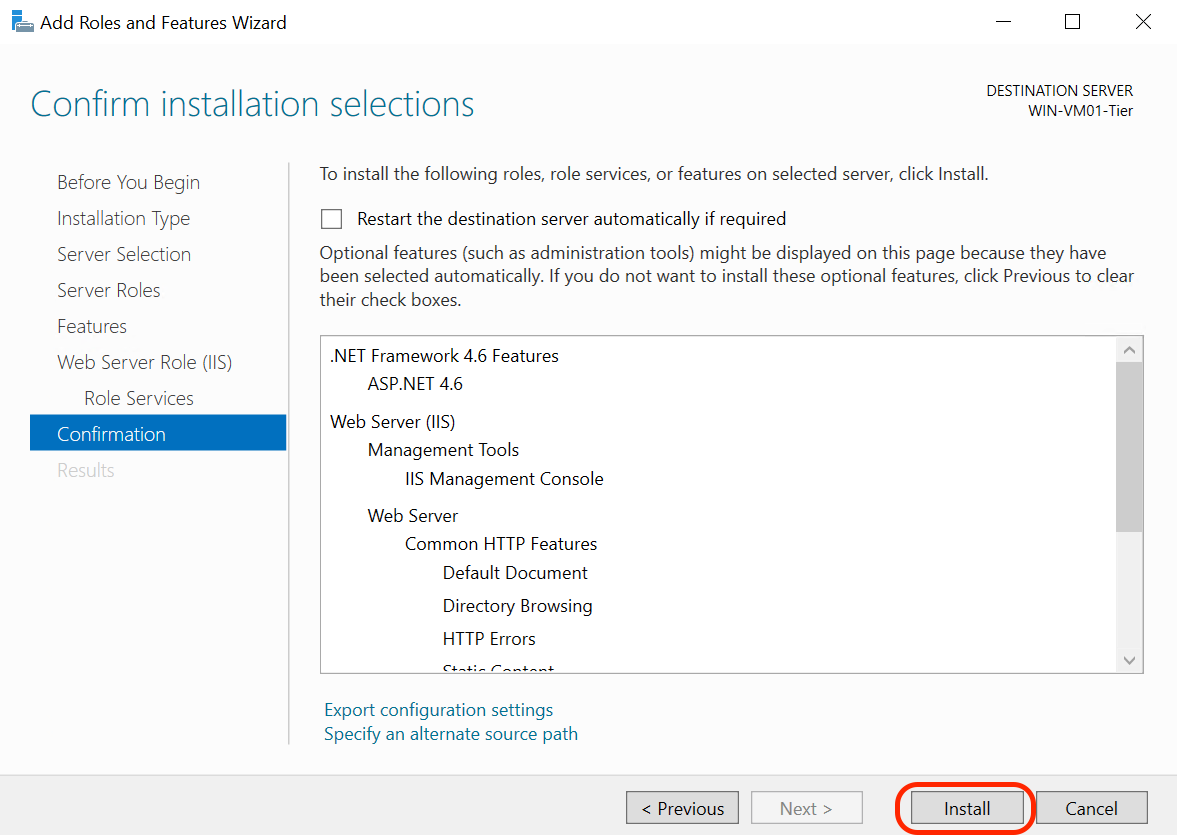 Add Roles and Features Wizard
Confirm installation selections
DESTINATION SERVER
WIN-VM01-Tier
Before You Begin
Installation Type
Server Selection
Server Roles
Features
Web Server Role (IIS)
Role Services
Confirmation
Results
To install the following roles, role services, or features on selected server, click Install.
Restart the destination server automatically if required
Optional features (such as administration tools) might be displayed on this page because they have
been selected automatically. If you do not want to install these optional features, click Previous to clear
their check boxes.
.NET Framework 4.6 Features
ASP.NET 4.6
Web Server (IIS)
Management Tools
IIS Management Console
Web Server
Common HTTP Features
Default Document
Directory Browsing
HTTP Errors
Static Content
Export configuration settings
Specify an alternate source path
< Previous
Next >
Install
Cancel